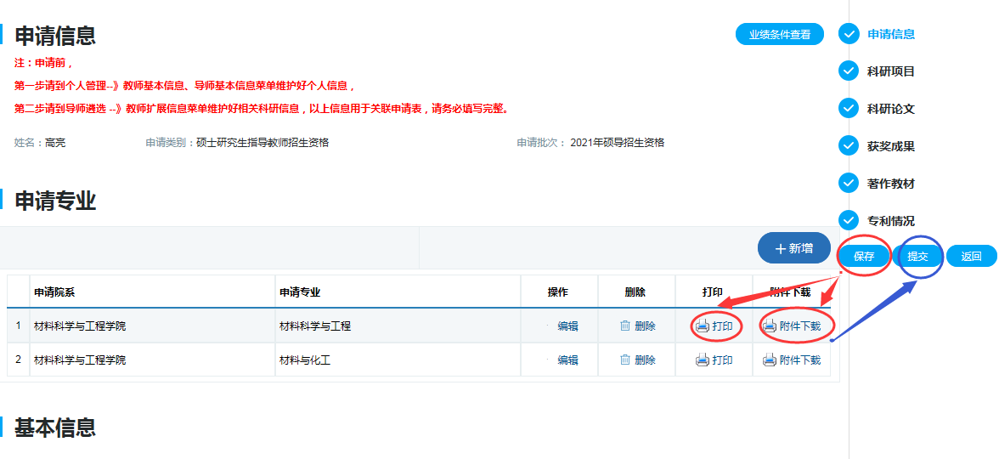 申请信息
业绩条件查看
注：申请前，
第一步请到个人管理--》教师基本信息、导师基本信息菜单维护好个人信息，
第二步请到导师遴选 --》教师扩展信息菜单维护好相关科研信息，以上信息用于关联申请表，请务必填写完整。
姓名：高亮 申请类别：硕士研究生指导教师招生资格 申请批次： 2021年硕导招生资格
申请信息
科研项目
科研论文
获奖成果
著作教材
专利情况
保存 提交 返回
申请专业
新增
申请院系 申请专业 操作 删除 打印 附件下载
1 材料科学与工程学院 材料科学与工程 编辑 删除 打印 附件下载
2 材料科学与工程学院 材料与化工 编辑 删除 打印 附件下载
基本信息